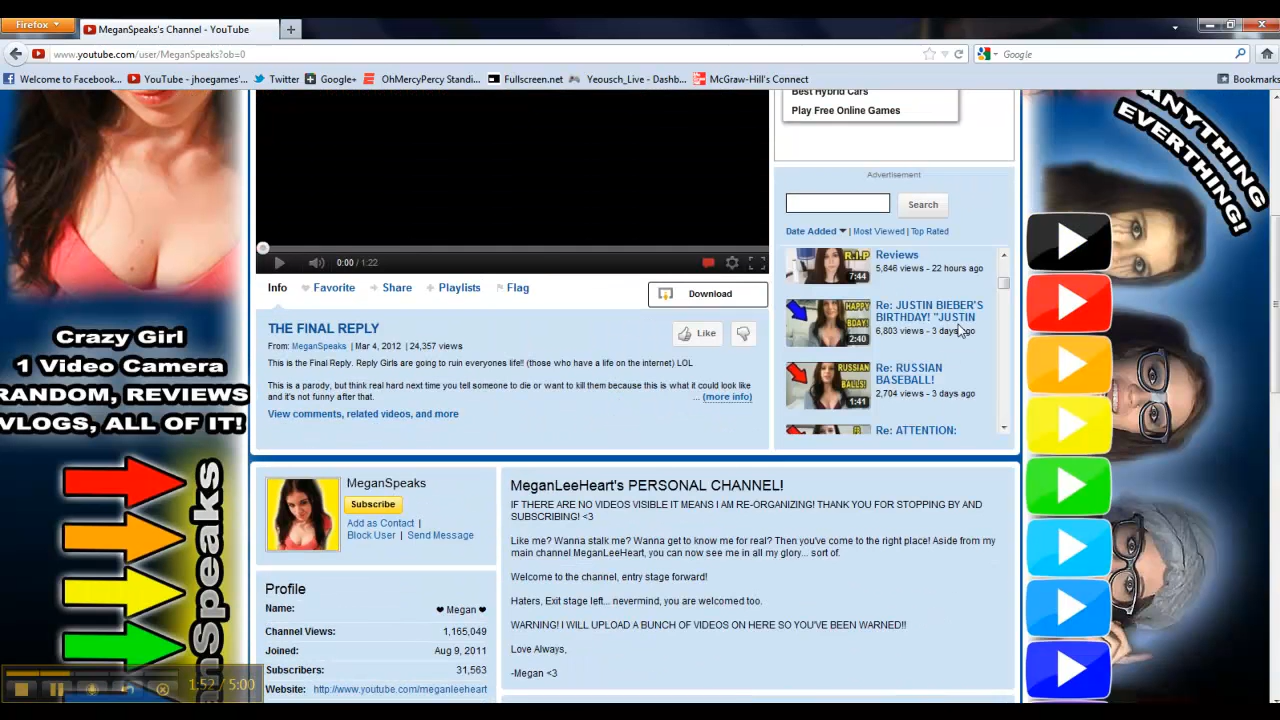 Firefox
MeganSpeaks's Channel - YouTube
www.youtube.com/user/MeganSpeaks?ob=0
Google
Welcome to Facebook...
YouTube - jhoegames'...
Twitter
Google+
OhMercyPercy Standi...
Fullscreen.net
Yeousch_Live - Dashb...
McGraw-Hill's Connect
Bookmarks
Best Hybrid Cars
Play Free Online Games
ANYTHING
EVERTHING!
Advertisement
Search
Date Added | Most Viewed | Top Rated
R.I.P
7:44
Reviews
5,846 views - 22 hours ago
HAPPY
BDAY!
2:40
Re: JUSTIN BIEBER'S
BIRTHDAY! "JUSTIN
6,803 views - 3 days ago
RUSSIAN
BALLS!
1:41
Re: RUSSIAN
BASEBALL!
2,704 views - 3 days ago
Re: ATTENTION:
0:00 / 1:22
Info
Favorite
Share
Playlists
Flag
Download
THE FINAL REPLY
From: MeganSpeaks | Mar 4, 2012 | 24,357 views
Like
This is the Final Reply. Reply Girls are going to ruin everyones life!! (those who have a life on the internet) LOL
This is a parody, but think real hard next time you tell someone to die or want to kill them because this is what it could look like
and it's not funny after that.
... (more info)
View comments, related videos, and more
Crazy Girl
1 Video Camera
RANDOM, REVIEWS
VLOGS, ALL OF IT!
MeganSpeaks
Subscribe
Add as Contact |
Block User | Send Message
Profile
Name: ❤ Megan ❤
Channel Views: 1,165,049
Joined: Aug 9, 2011
Subscribers: 31,563
Website: http://www.youtube.com/meganleeheart
MeganLeeHeart's PERSONAL CHANNEL!
IF THERE ARE NO VIDEOS VISIBLE IT MEANS I AM RE-ORGANIZING! THANK YOU FOR STOPPING BY AND
SUBSCRIBING! <3
Like me? Wanna stalk me? Wanna get to know me for real? Then you've come to the right place! Aside from my
main channel MeganLeeHeart, you can now see me in all my glory... sort of.
Welcome to the channel, entry stage forward!
Haters, Exit stage left... nevermind, you are welcomed too.
WARNING! I WILL UPLOAD A BUNCH OF VIDEOS ON HERE SO YOU'VE BEEN WARNED!!
Love Always,
-Megan <3
anSpeaks
1:52 / 5:00